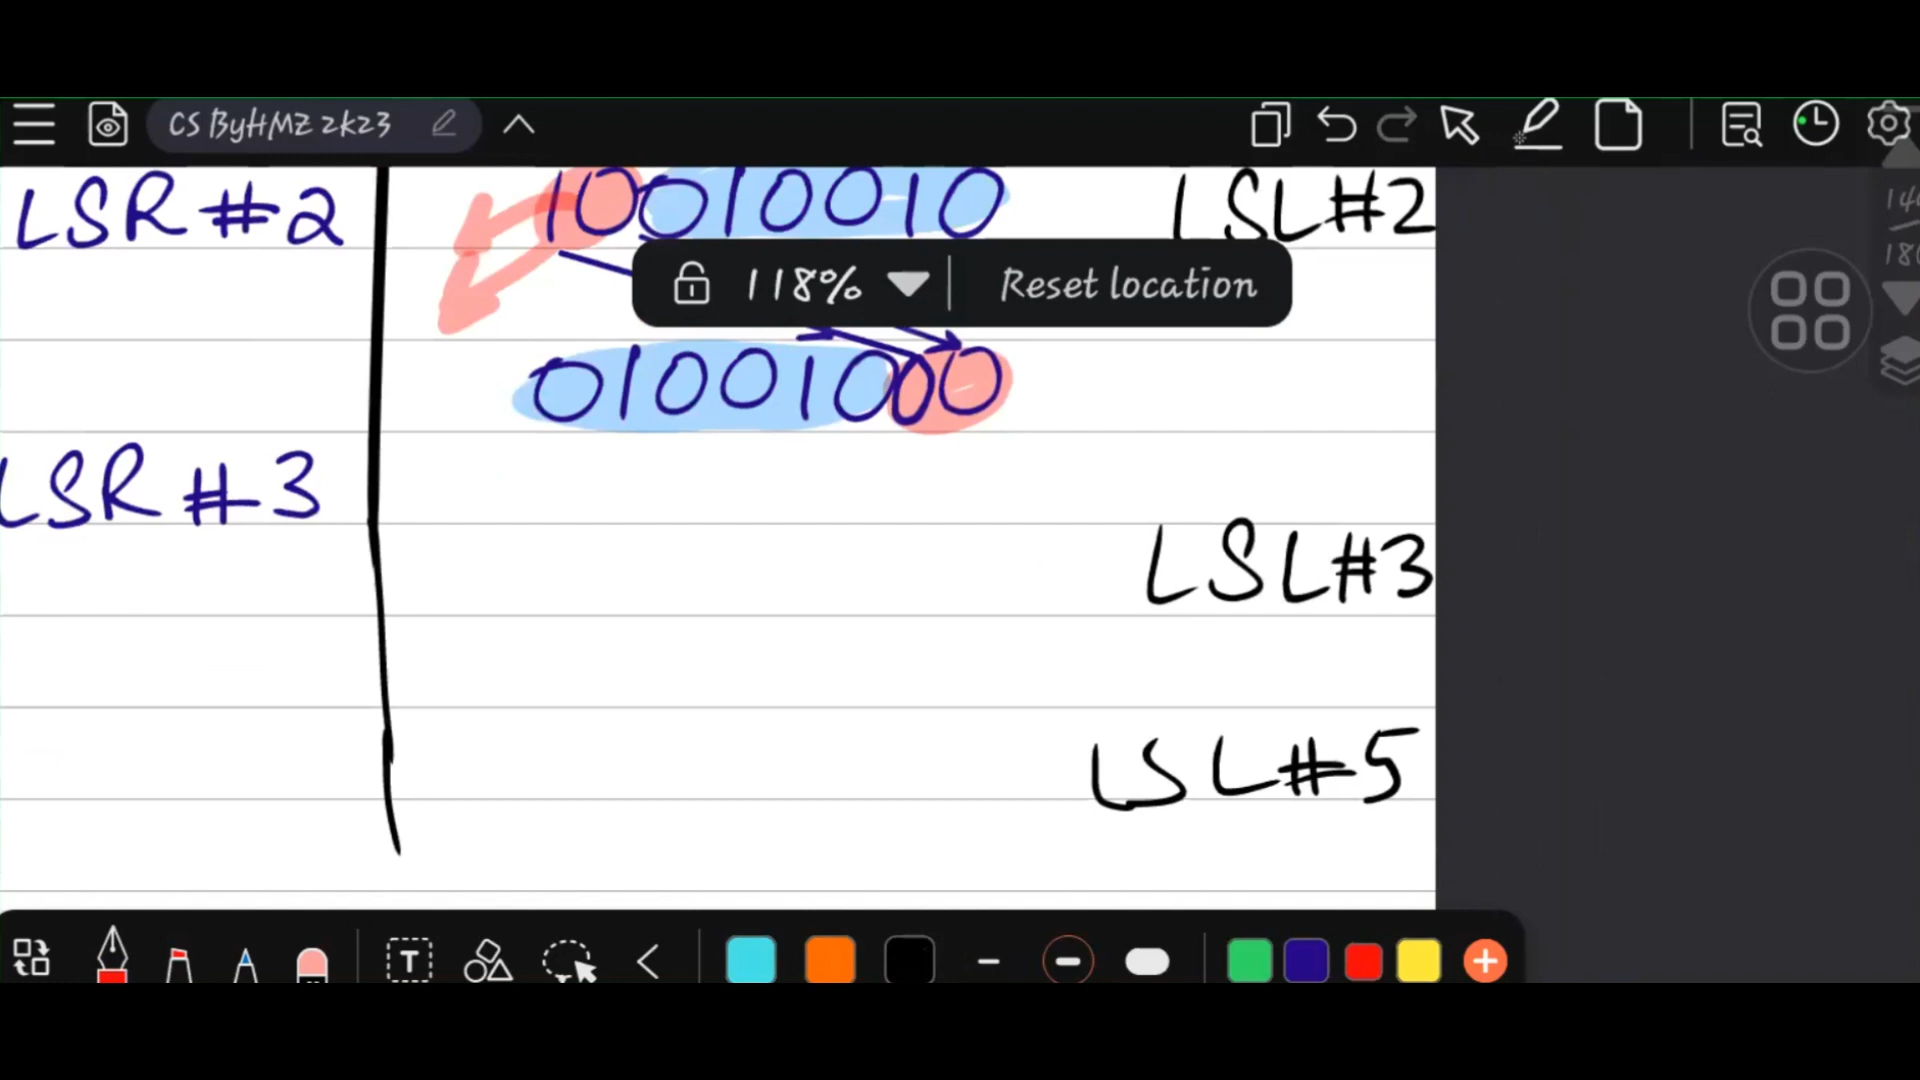 CS ByHMZ 2k23
LSR #2
10010010
LSL#2
118%
Reset location
01001000
LSR #3
LSL#3
LSL#5
T